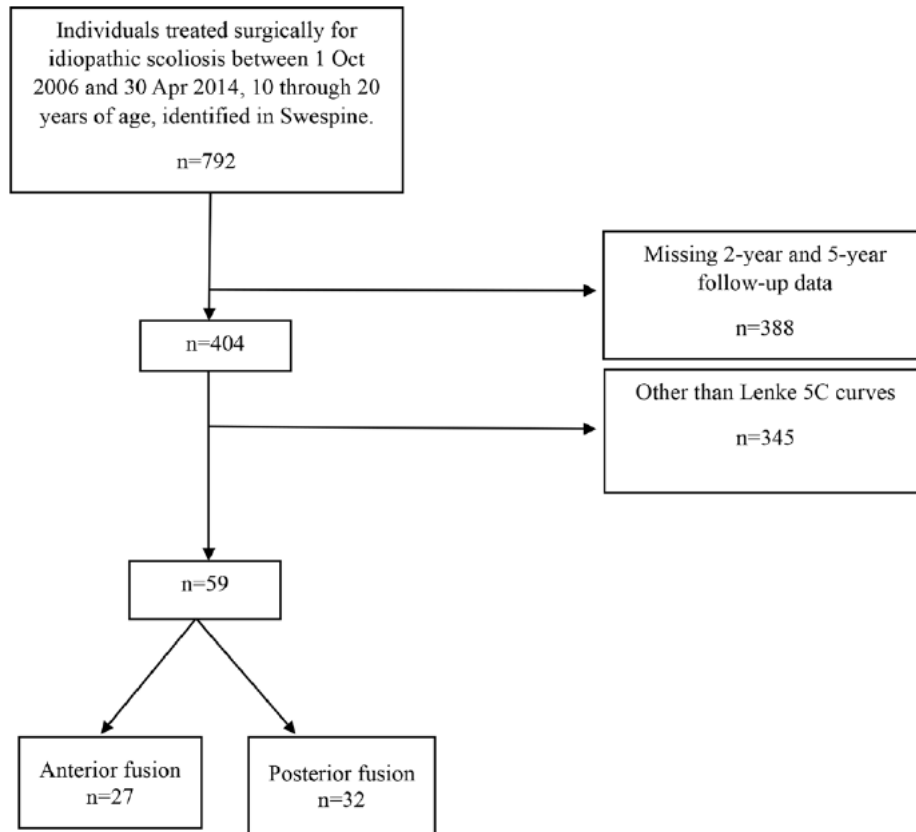 Individuals treated surgically for
idiopathic scoliosis between 1 Oct
2006 and 30 Apr 2014, 10 through 20
years of age, identified in Swespine.
n=792
Missing 2-year and 5-year
follow-up data
n=388
n=404
Other than Lenke 5C curves
n=345
n=59
Anterior fusion
n=27
Posterior fusion
n=32